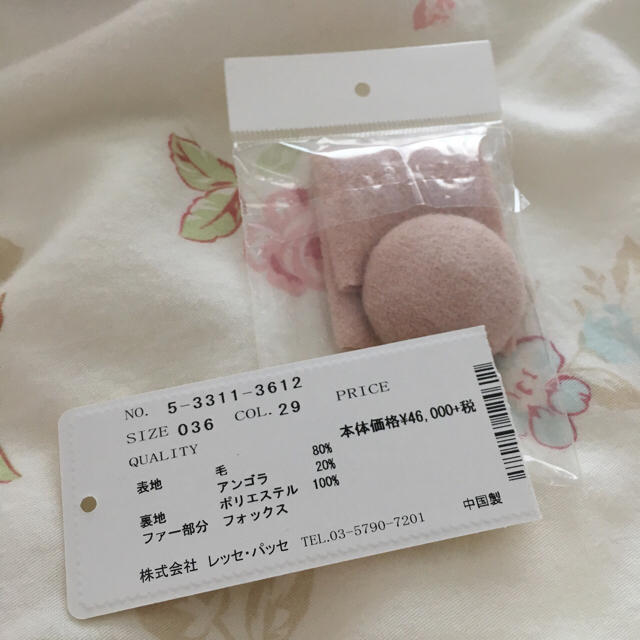 NO. 5-3311-3612
SIZE 036 COL. 29 PRICE
QUALITY 本体価格¥46,000+税
表地 毛 80%
アンゴラ 20%
裏地 ポリエステル 100%
ファー部分 フォックス
中国製
株式会社 レッセ・パッセ TEL.03-5790-7201